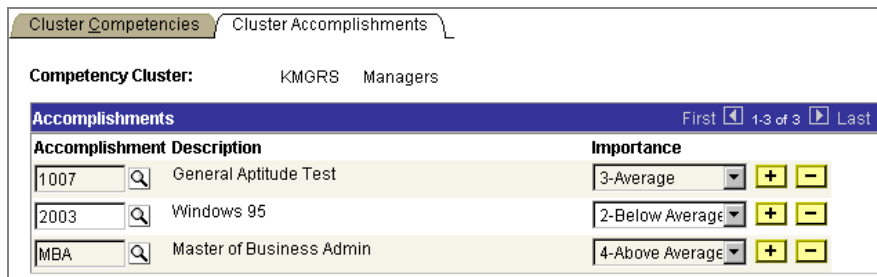 Cluster Competencies Cluster Accomplishments
Competency Cluster: KMGRS Managers
Accomplishments First 1-3 of 3 Last
Accomplishment Description Importance
1007 General Aptitude Test 3-Average + -
2003 Windows 95 2-Below Average + -
MBA Master of Business Admin 4-Above Average + -